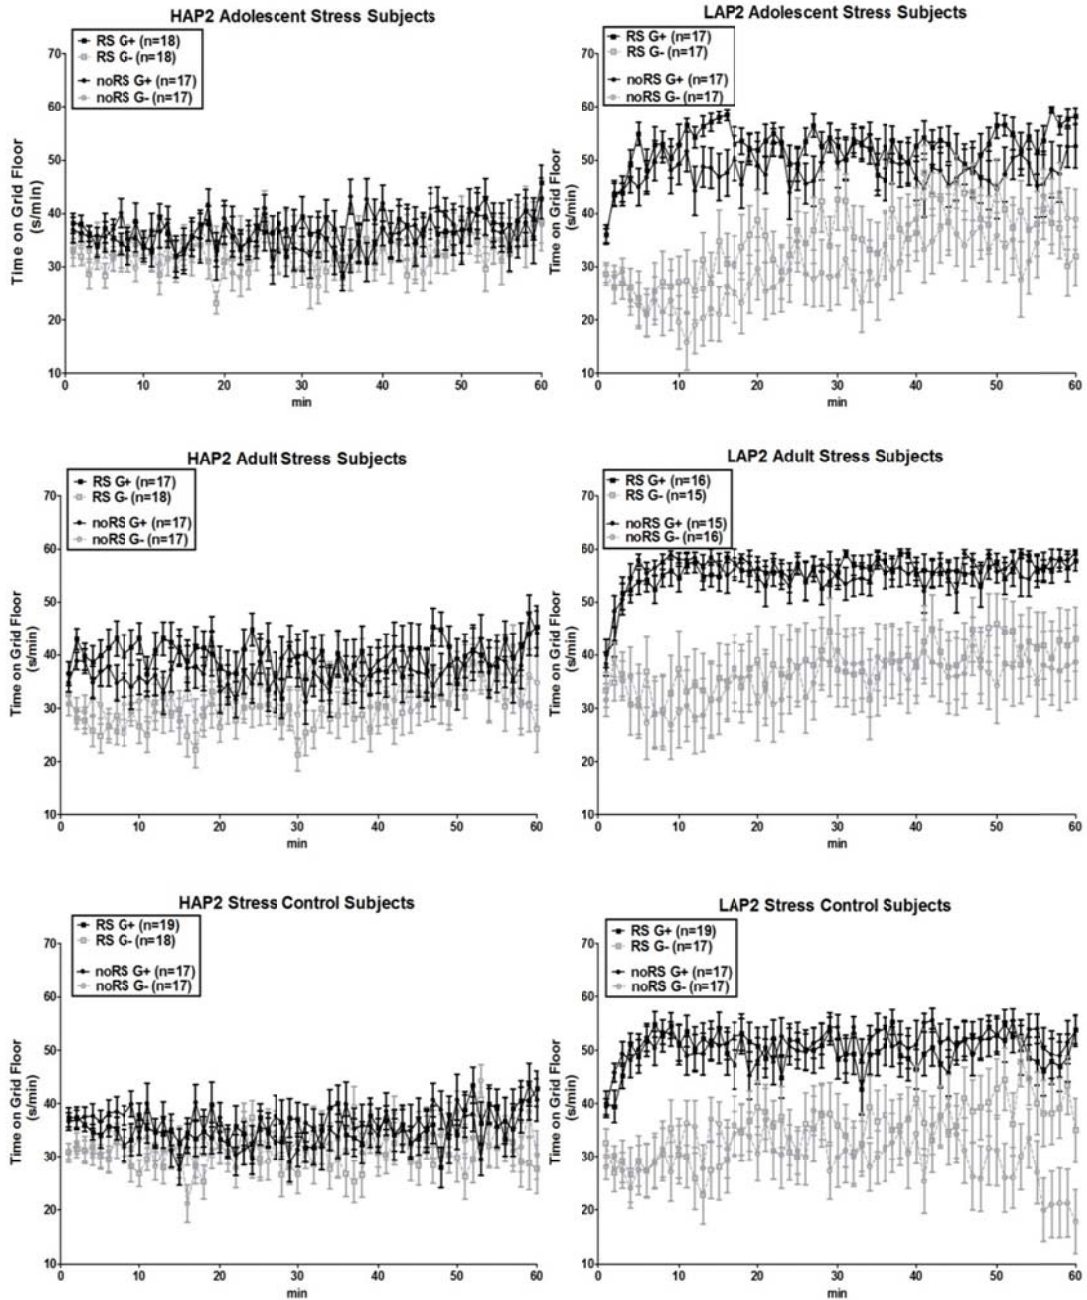 HAP2 Adolescent Stress Subjects
RS G+ (n=18)
RS G- (n=18)
noRS G+ (n=17)
noRS G- (n=17)
Time on Grid Floor
(s/min)
70
60
50
40
30
20
10
0 10 20 30 40 50 60
min
LAP2 Adolescent Stress Subjects
RS G+ (n=17)
RS G- (n=17)
noRS G+ (n=17)
noRS G- (n=17)
Time on Grid Floor
(s/min)
70
60
50
40
30
20
10
0 10 20 30 40 50 60
min
HAP2 Adult Stress Subjects
RS G+ (n=17)
RS G- (n=18)
noRS G+ (n=17)
noRS G- (n=17)
Time on Grid Floor
(s/min)
70
60
50
40
30
20
10
0 10 20 30 40 50 60
min
LAP2 Adult Stress Subjects
RS G+ (n=16)
RS G- (n=15)
noRS G+ (n=15)
noRS G- (n=16)
Time on Grid Floor
(s/min)
70
60
50
40
30
20
10
0 10 20 30 40 50 60
min
HAP2 Stress Control Subjects
RS G+ (n=19)
RS G- (n=18)
noRS G+ (n=17)
noRS G- (n=17)
Time on Grid Floor
(s/min)
70
60
50
40
30
20
10
0 10 20 30 40 50 60
min
LAP2 Stress Control Subjects
RS G+ (n=19)
RS G- (n=17)
noRS G+ (n=17)
noRS G- (n=17)
Time on Grid Floor
(s/min)
70
60
50
40
30
20
10
0 10 20 30 40 50 60
min